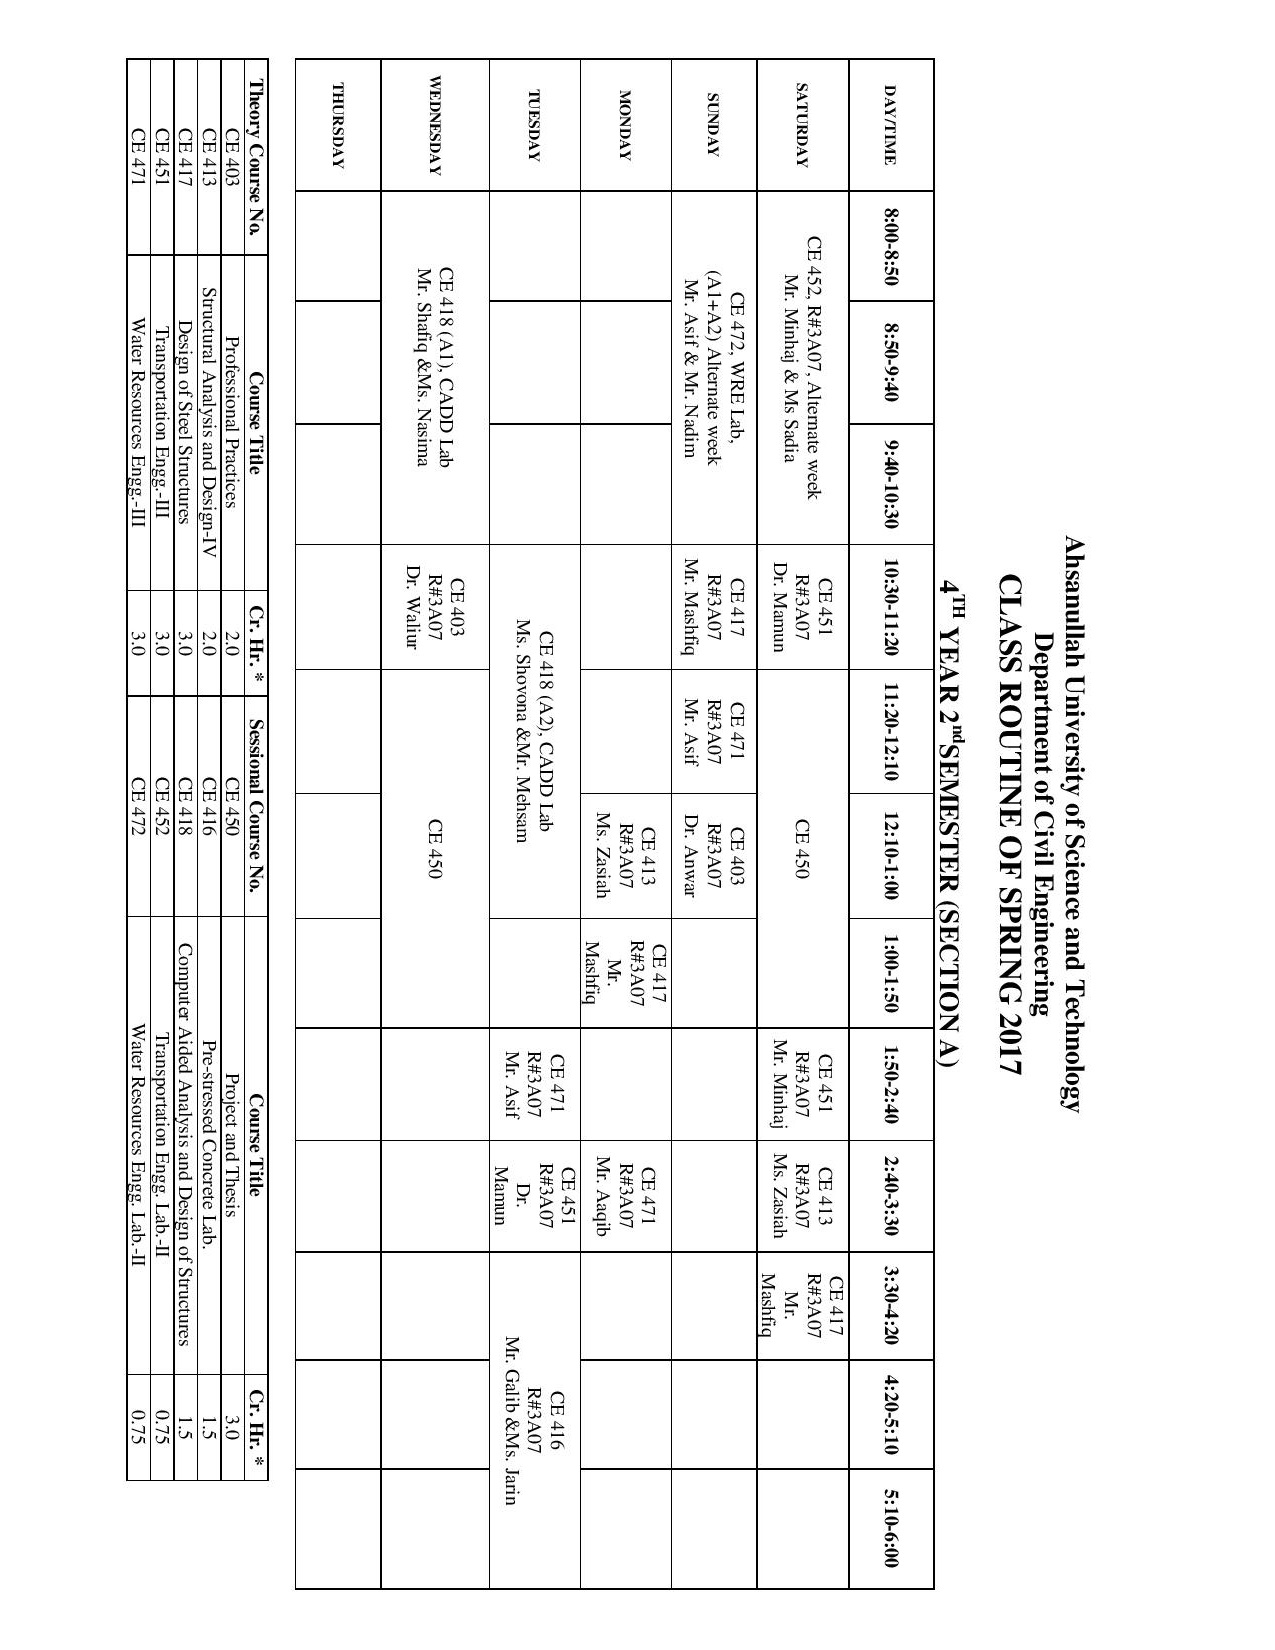 Ahsanullah University of Science and Technology
Department of Civil Engineering
CLASS ROUTINE OF SPRING 2017
4TH YEAR 2nd SEMESTER (SECTION A)
DAY/TIME 8:00-8:50 8:50-9:40 9:40-10:30 10:30-11:20 11:20-12:10 12:10-1:00 1:00-1:50 1:50-2:40 2:40-3:30 3:30-4:20 4:20-5:10 5:10-6:00
SATURDAY
CE 452, R#3A07, Alternate week
Mr. Minhaj & Ms Sadia
CE 451
R#3A07
Dr. Mamun
CE 450
CE 451
R#3A07
Mr. Minhaj
CE 413
R#3A07
Ms. Zasiah
CE 417
R#3A07
Mr.
Mashfiq
SUNDAY
CE 472, WRE Lab,
(A1+A2) Alternate week
Mr. Asif & Mr. Nadim
CE 417
R#3A07
Mr. Mashfiq
CE 471
R#3A07
Mr. Asif
CE 403
R#3A07
Dr. Anwar
MONDAY
CE 413
R#3A07
Ms. Zasiah
CE 417
R#3A07
Mr.
Mashfiq
CE 471
R#3A07
Mr. Aaqib
TUESDAY
CE 418 (A2), CADD Lab
Ms. Shovona &Mr. Mehsam
CE 471
R#3A07
Mr. Asif
CE 451
R#3A07
Dr.
Mamun
CE 416
R#3A07
Mr. Galib &Ms. Jarin
WEDNESDAY
CE 418 (A1), CADD Lab
Mr. Shafiq &Ms. Nasima
CE 403
R#3A07
Dr. Waliur
CE 450
THURSDAY
Theory Course No. Course Title Cr. Hr. * Sessional Course No. Course Title Cr. Hr. *
CE 403 Professional Practices 2.0 CE 450 Project and Thesis 3.0
CE 413 Structural Analysis and Design-IV 2.0 CE 416 Pre-stressed Concrete Lab. 1.5
CE 417 Design of Steel Structures 3.0 CE 418 Computer Aided Analysis and Design of Structures 1.5
CE 451 Transportation Engg.-III 3.0 CE 452 Transportation Engg. Lab.-II 0.75
CE 471 Water Resources Engg.-III 3.0 CE 472 Water Resources Engg. Lab.-II 0.75